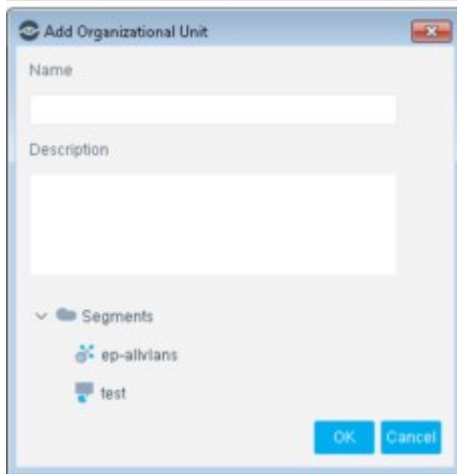 Add Organizational Unit
Name
Description
Segments
ep-allvlans
test
OK
Cancel